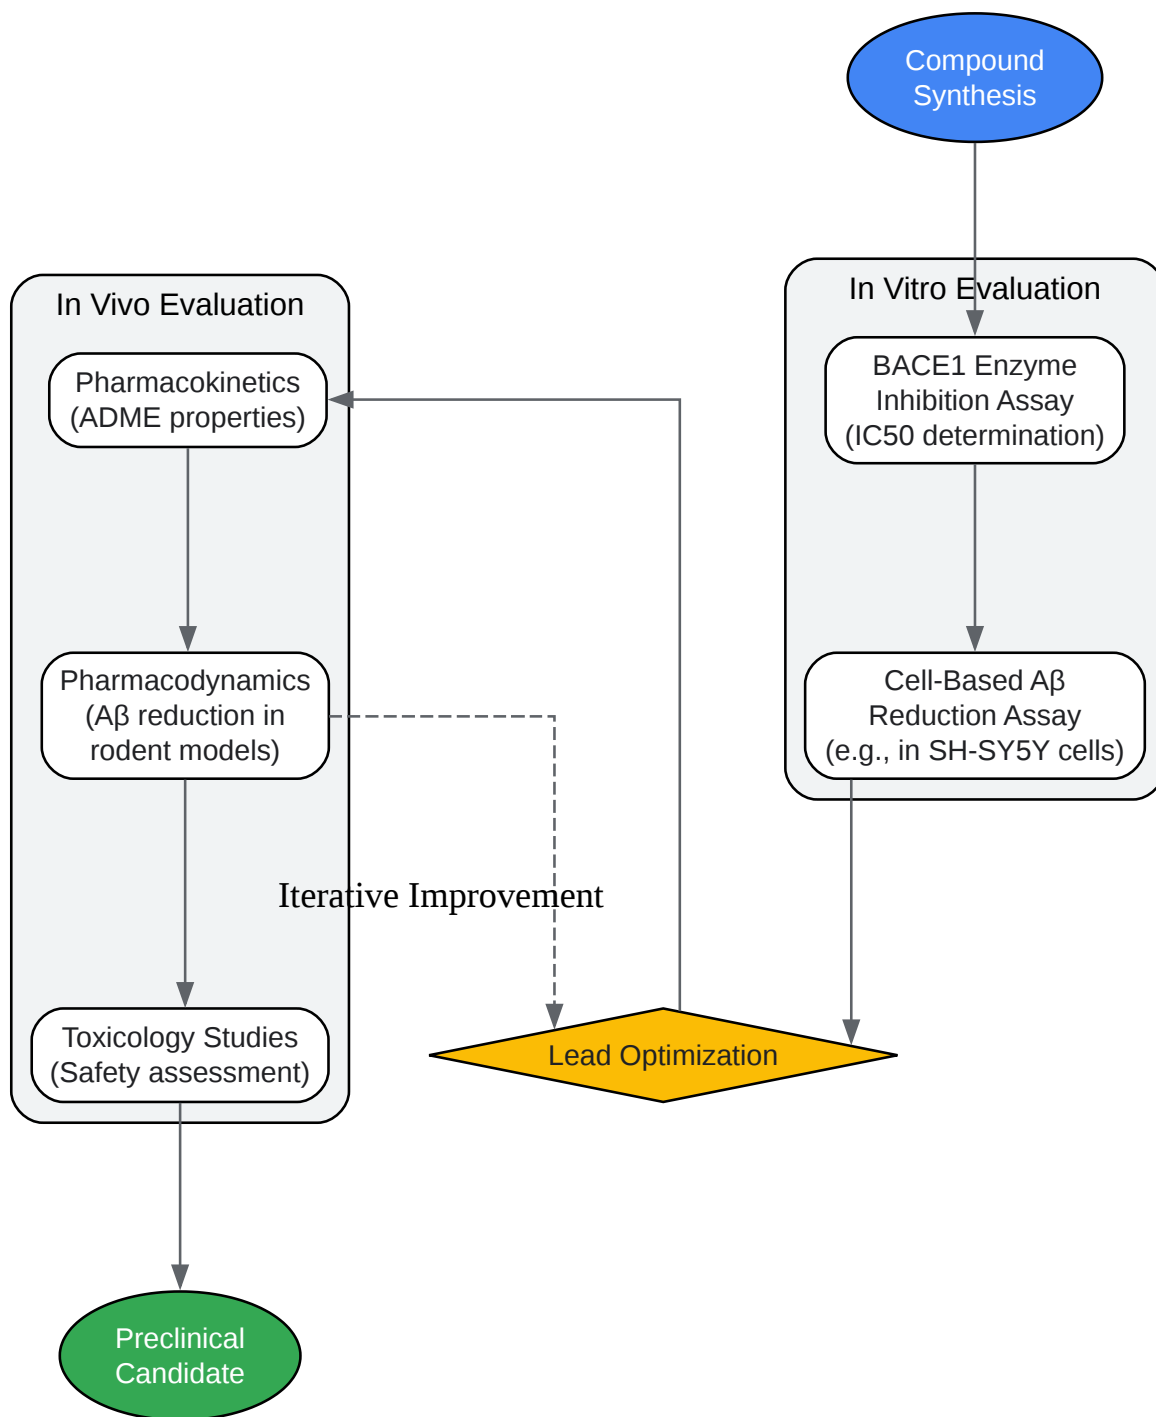 Compound
Synthesis
In Vitro Evaluation
BACE1 Enzyme
Inhibition Assay
(IC50 determination)
Cell-Based Aβ
Reduction Assay
(e.g., in SH-SY5Y cells)
Lead Optimization
In Vivo Evaluation
Pharmacokinetics
(ADME properties)
Pharmacodynamics
(Aβ reduction in
rodent models)
Iterative Improvement
Toxicology Studies
(Safety assessment)
Preclinical
Candidate